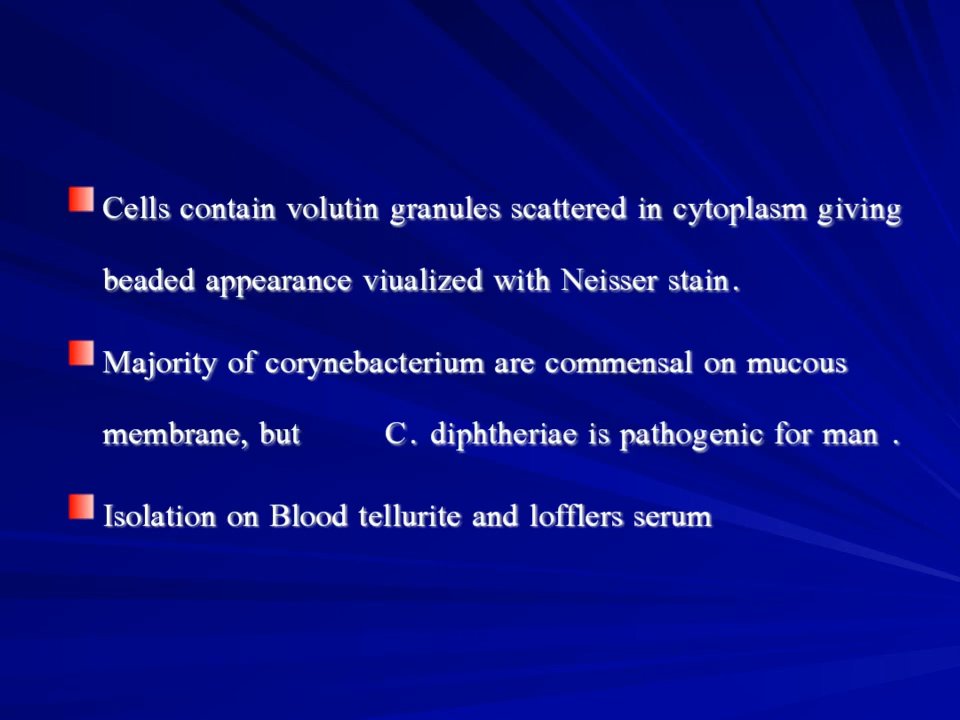 Cells contain volutin granules scattered in cytoplasm giving
beaded appearance viualized with Neisser stain.
Majority of corynebacterium are commensal on mucous
membrane, but C. diphtheriae is pathogenic for man .
Isolation on Blood tellurite and lofflers serum